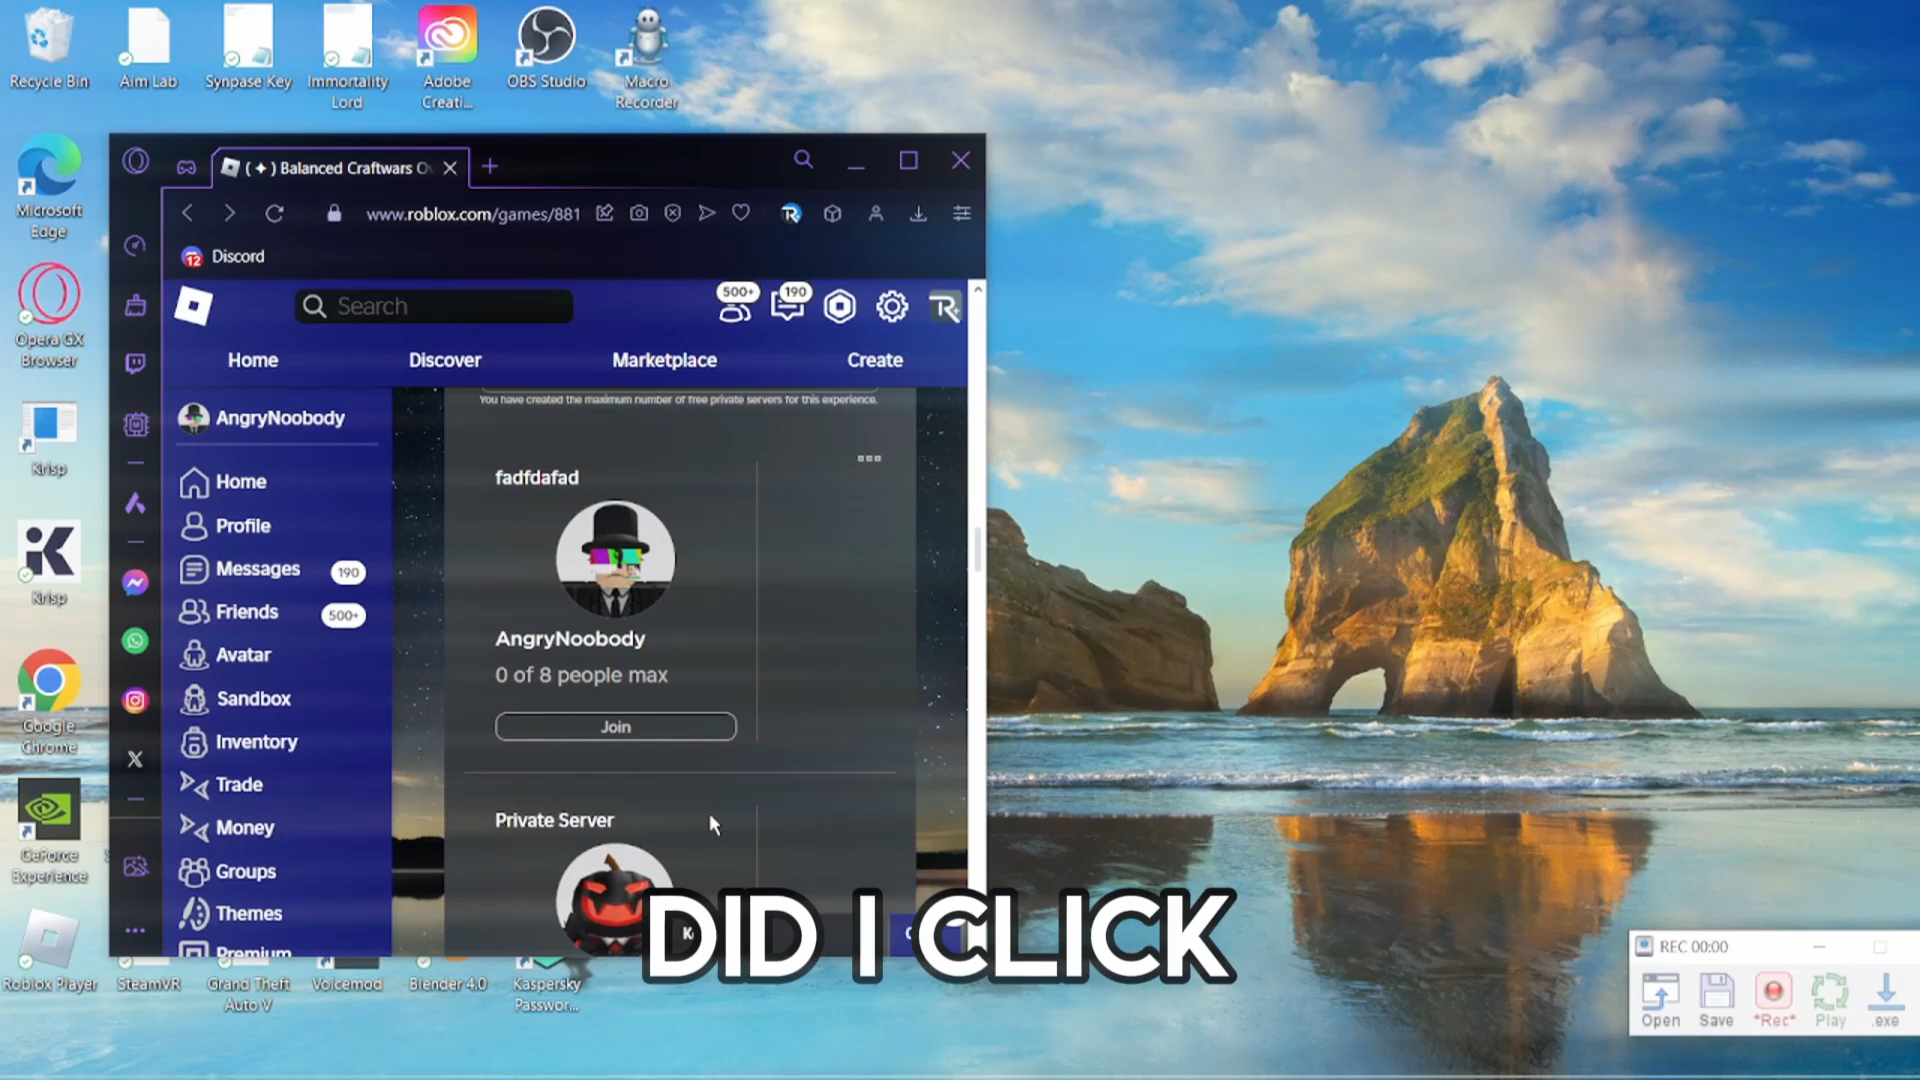 Recycle Bin
Aim Lab
Synpase Key
Immortality
Lord
Adobe
Creati...
OBS Studio
Macro
Recorder
Microsoft
Edge
Opera GX
Browser
Krisp
Krisp
Google
Chrome
GeForce
Experience
Roblox Player
SteamVR
Grand Theft
Auto V
Voicemod
Blender 4.0
Kaspersky
Passwor...
( ✦ ) Balanced Craftwars O
www.roblox.com/games/881
12
Discord
Search
500+
190
Home
Discover
Marketplace
Create
AngryNoobody
Home
Profile
Messages
190
Friends
500+
Avatar
Sandbox
Inventory
Trade
Money
Groups
Themes
Premium
You have created the maximum number of free private servers for this experience.
fadfdafad
AngryNoobody
0 of 8 people max
Join
Private Server
DID I CLICK
REC 00:00
Open
Save
*Rec*
Play
.exe